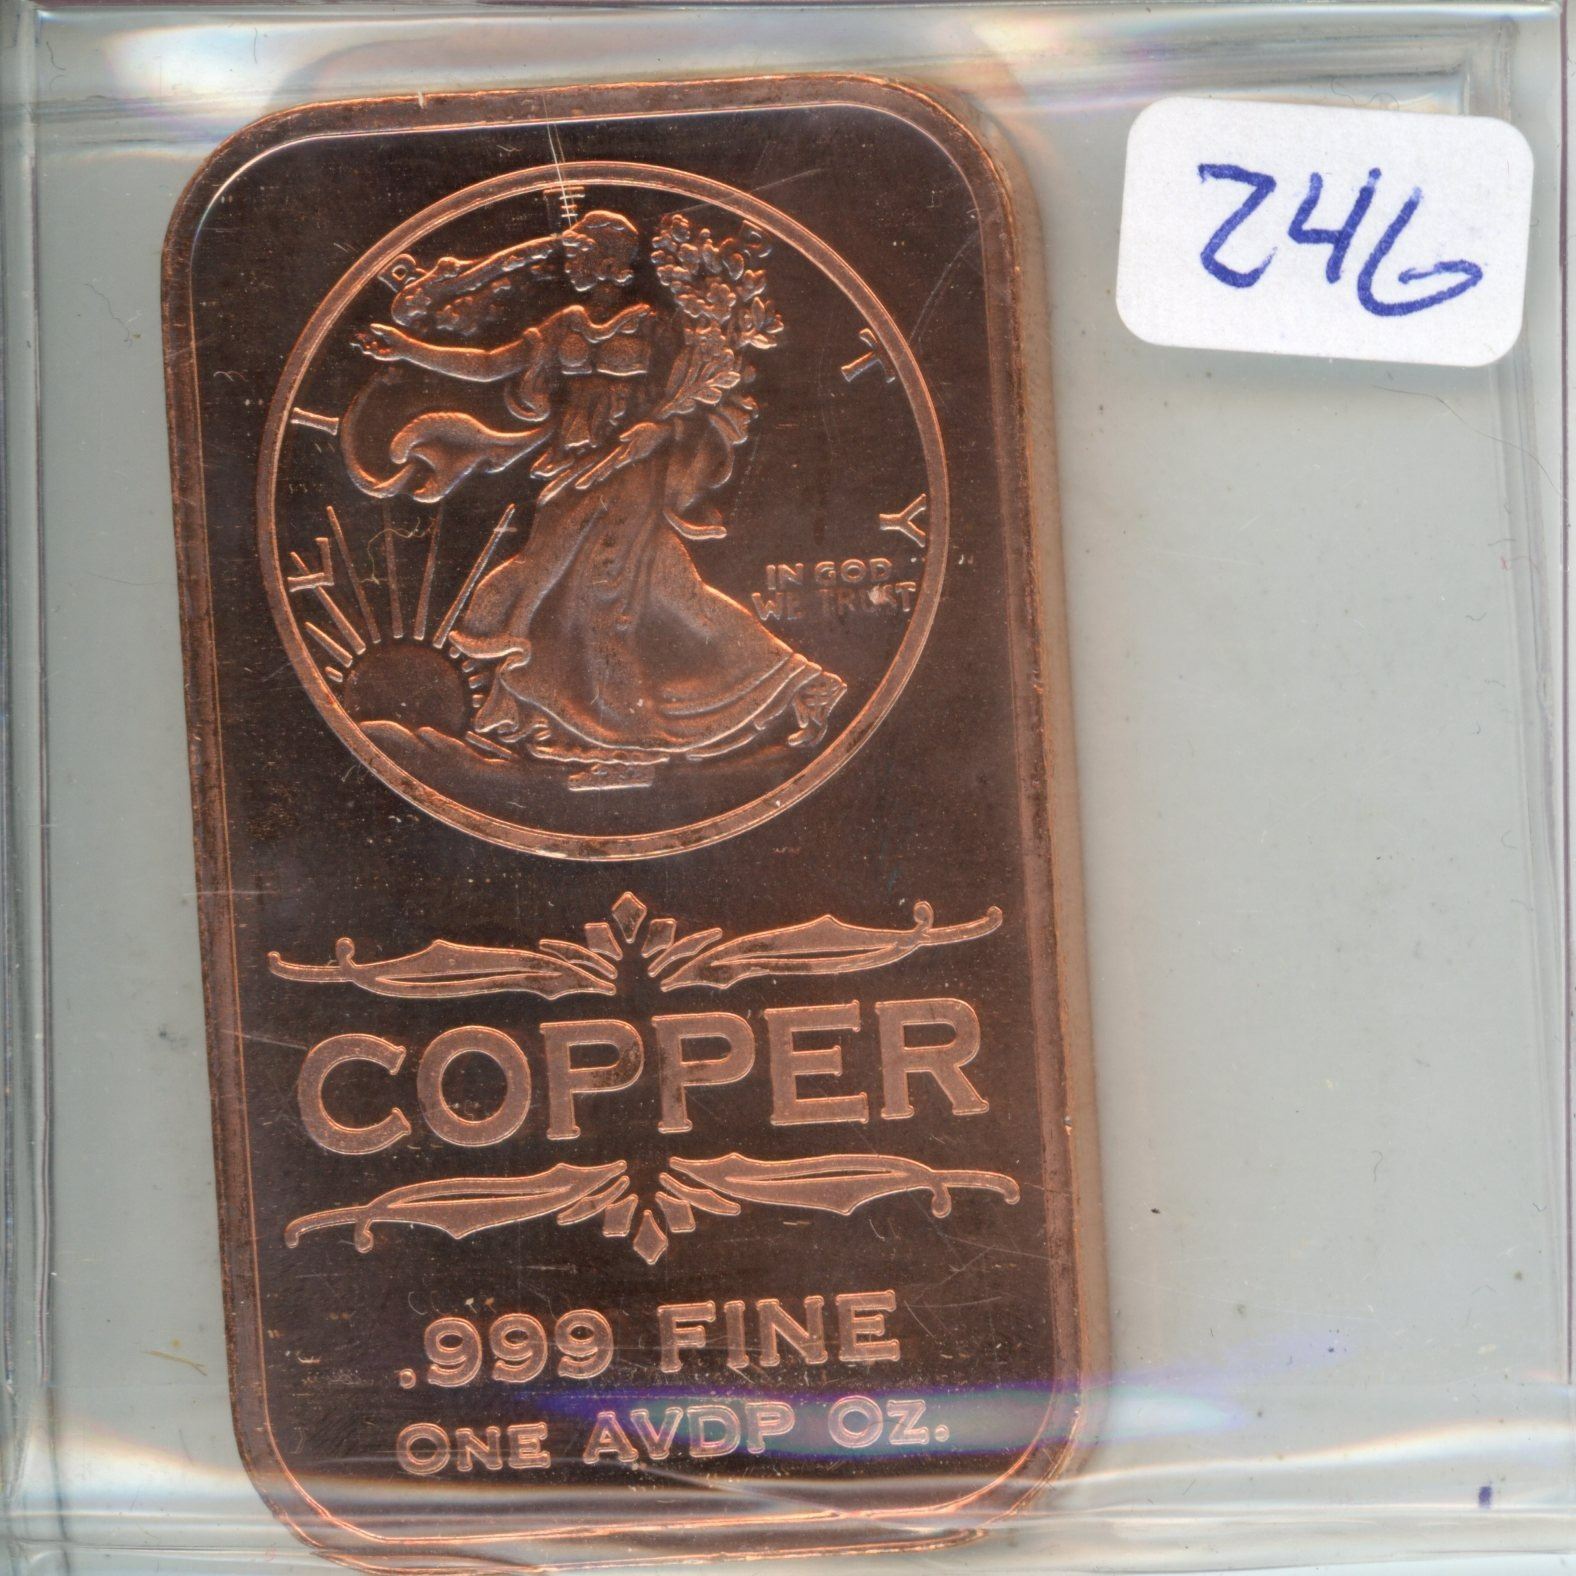 246
LIBERTY
IN GOD
WE TRUST
COPPER
.999 FINE
ONE AVDP OZ.